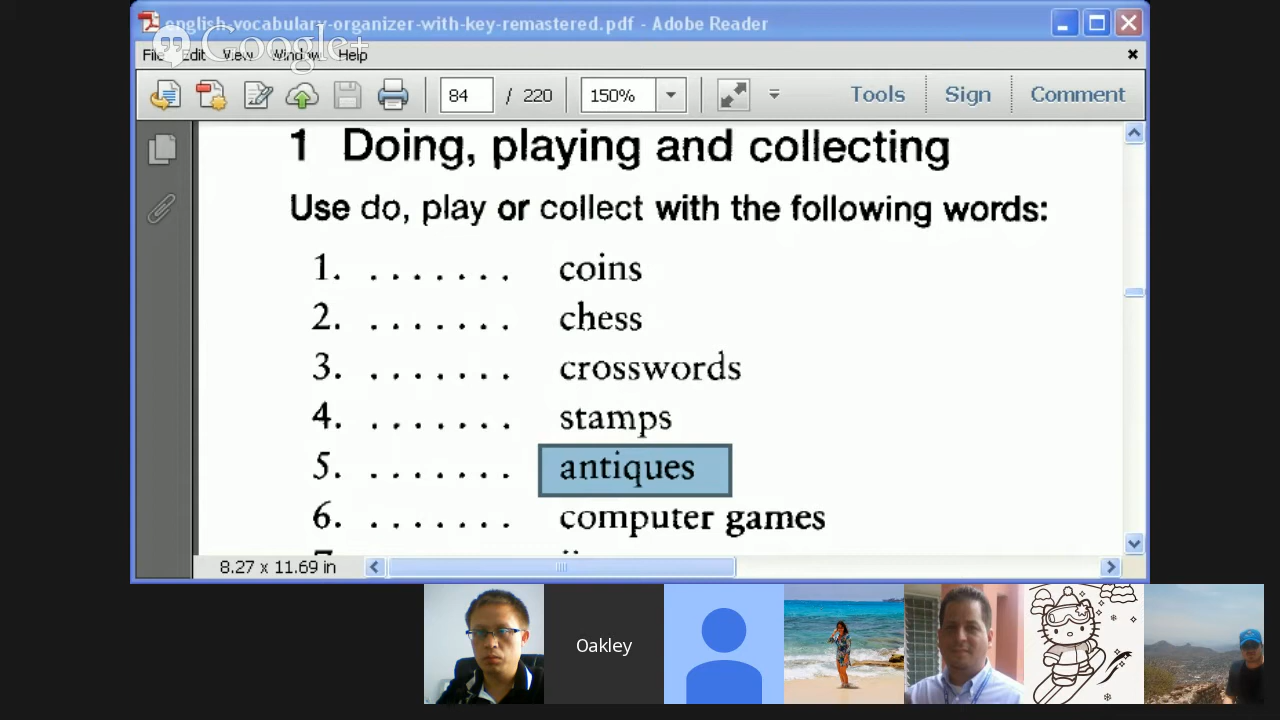 english-vocabulary-organizer-with-key-remastered.pdf - Adobe Reader
Google+
File Edit View Window Help
84 / 220 150% Tools Sign Comment
1 Doing, playing and collecting
Use do, play or collect with the following words:
1. ....... coins
2. ....... chess
3. ....... crosswords
4. ....... stamps
5. ....... antiques
6. ....... computer games
8.27 x 11.69 in
Oakley